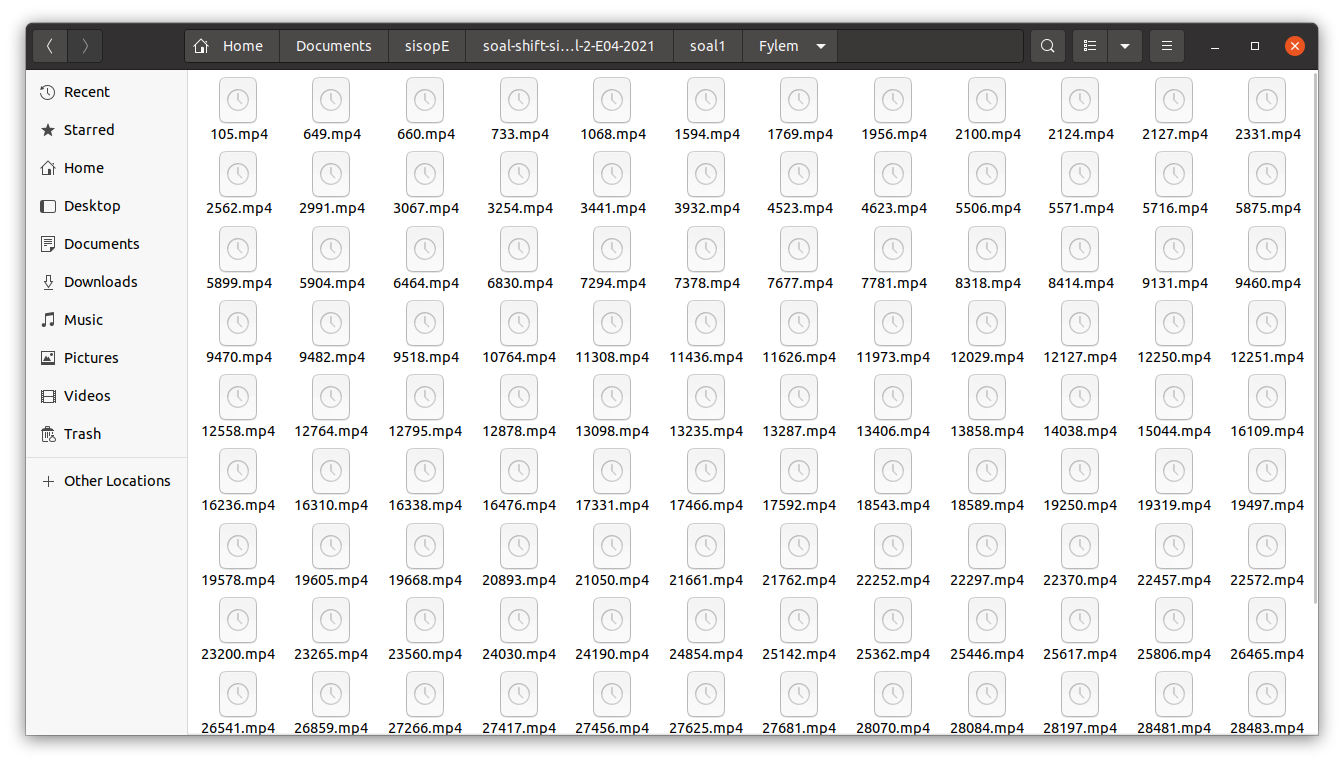 Home Documents sisopE soal-shift-si...l-2-E04-2021 soal1 Fylem
Recent
Starred
Home
Desktop
Documents
Downloads
Music
Pictures
Videos
Trash
Other Locations
105.mp4 649.mp4 660.mp4 733.mp4 1068.mp4 1594.mp4 1769.mp4 1956.mp4 2100.mp4 2124.mp4 2127.mp4 2331.mp4
2562.mp4 2991.mp4 3067.mp4 3254.mp4 3441.mp4 3932.mp4 4523.mp4 4623.mp4 5506.mp4 5571.mp4 5716.mp4 5875.mp4
5899.mp4 5904.mp4 6464.mp4 6830.mp4 7294.mp4 7378.mp4 7677.mp4 7781.mp4 8318.mp4 8414.mp4 9131.mp4 9460.mp4
9470.mp4 9482.mp4 9518.mp4 10764.mp4 11308.mp4 11436.mp4 11626.mp4 11973.mp4 12029.mp4 12127.mp4 12250.mp4 12251.mp4
12558.mp4 12764.mp4 12795.mp4 12878.mp4 13098.mp4 13235.mp4 13287.mp4 13406.mp4 13858.mp4 14038.mp4 15044.mp4 16109.mp4
16236.mp4 16310.mp4 16338.mp4 16476.mp4 17331.mp4 17466.mp4 17592.mp4 18543.mp4 18589.mp4 19250.mp4 19319.mp4 19497.mp4
19578.mp4 19605.mp4 19668.mp4 20893.mp4 21050.mp4 21661.mp4 21762.mp4 22252.mp4 22297.mp4 22370.mp4 22457.mp4 22572.mp4
23200.mp4 23265.mp4 23560.mp4 24030.mp4 24190.mp4 24854.mp4 25142.mp4 25362.mp4 25446.mp4 25617.mp4 25806.mp4 26465.mp4
26541.mp4 26859.mp4 27266.mp4 27417.mp4 27456.mp4 27625.mp4 27681.mp4 28070.mp4 28084.mp4 28197.mp4 28481.mp4 28483.mp4